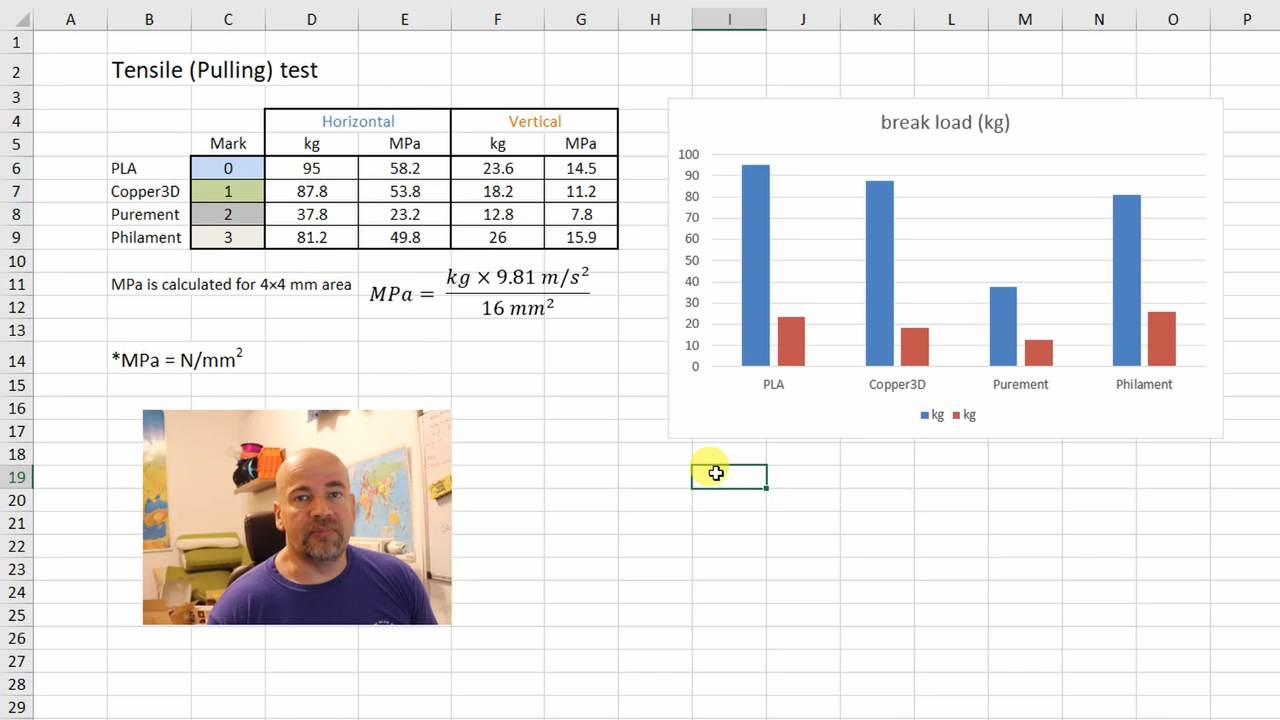 A B C D E F G H I J K L M N O P
1
2 Tensile (Pulling) test
3
4 Horizontal Vertical
5 Mark kg MPa kg MPa
6 PLA 0 95 58.2 23.6 14.5
7 Copper3D 1 87.8 53.8 18.2 11.2
8 Purement 2 37.8 23.2 12.8 7.8
9 Philament 3 81.2 49.8 26 15.9
10
11 MPa is calculated for 4×4 mm area
12
MPa = kg × 9.81 m/s² / 16 mm²
13
14 *MPa = N/mm²
15
16
17
18
19
20
21
22
23
24
25
26
27
28
29
break load (kg)
100
90
80
70
60
50
40
30
20
10
0
PLA Copper3D Purement Philament
kg kg